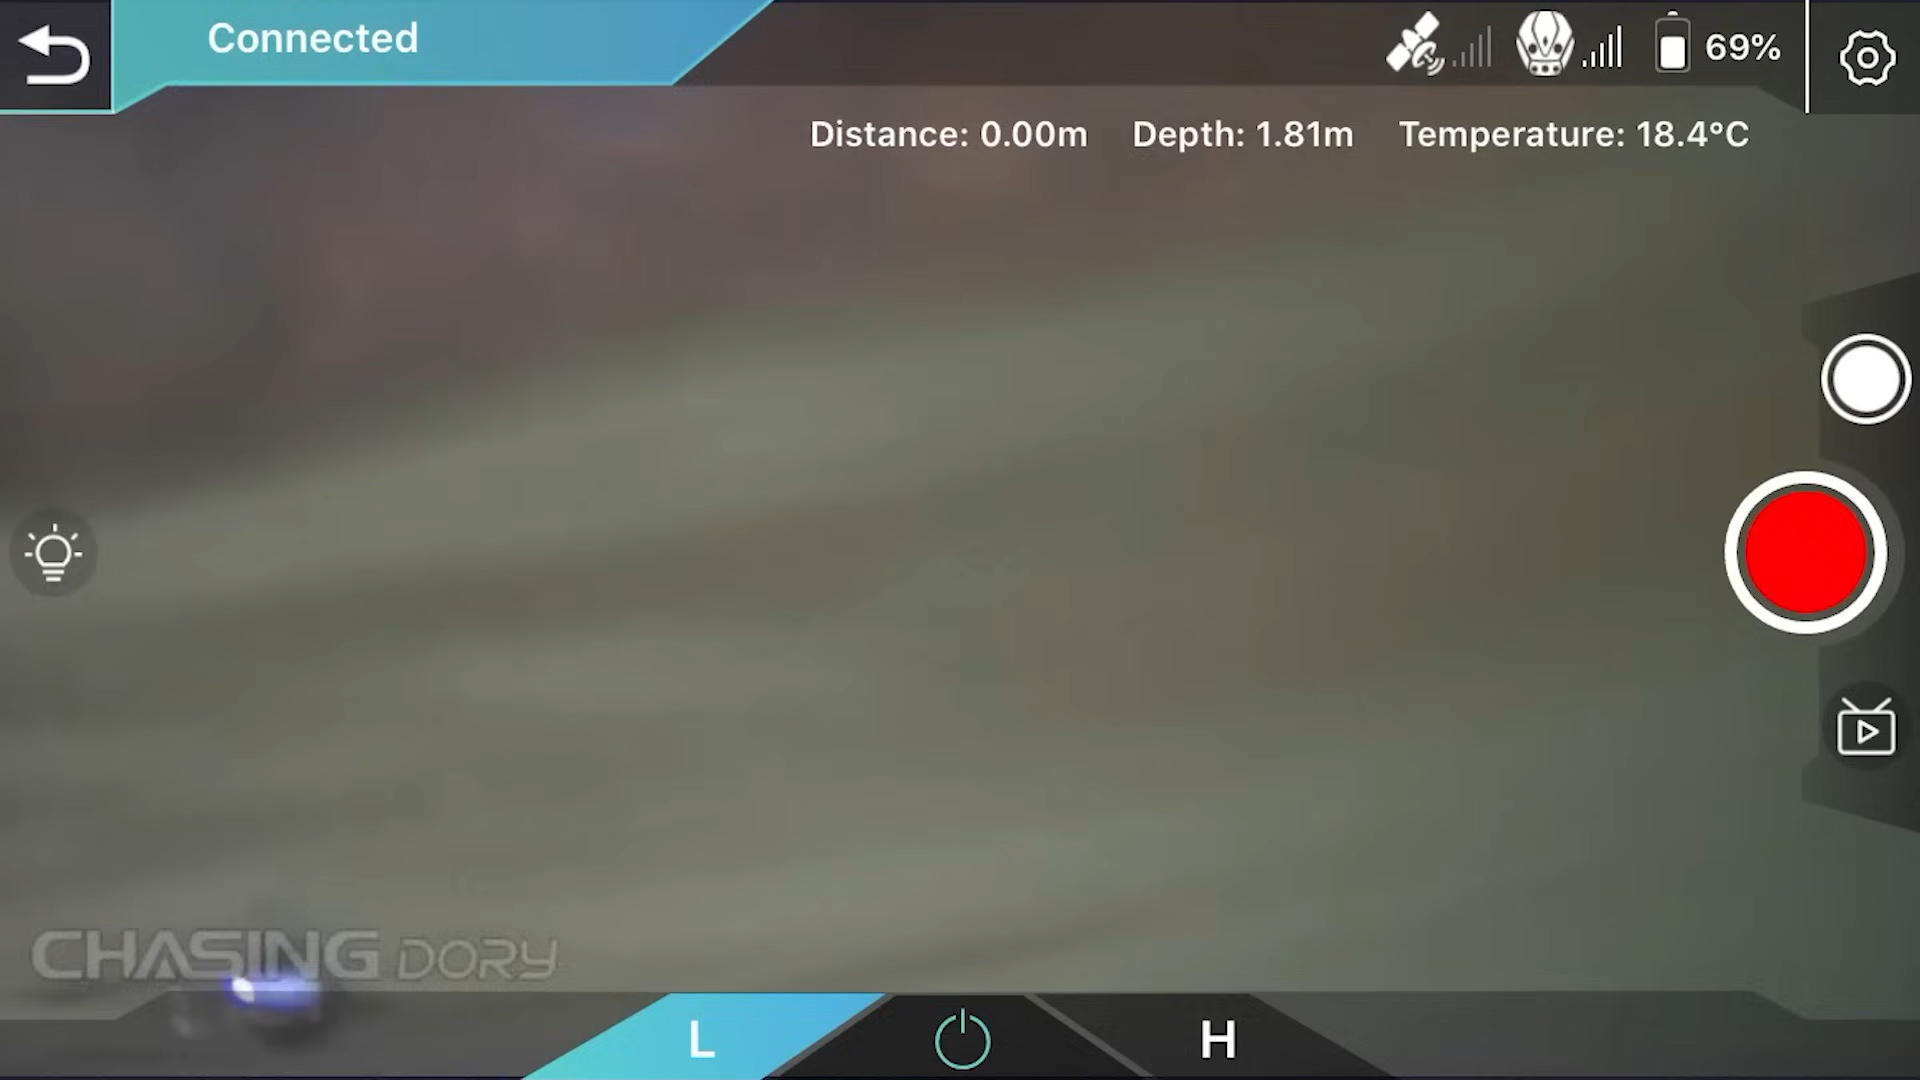 Connected
69%
Distance: 0.00m Depth: 1.81m Temperature: 18.4°C
CHASING DORY
L H